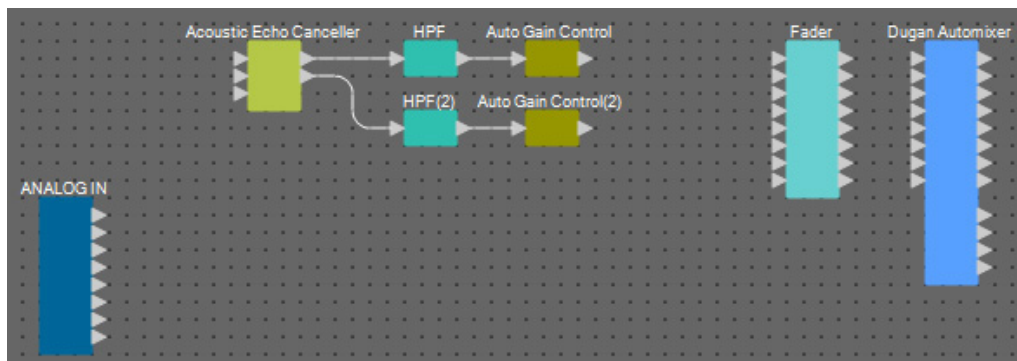 Acoustic Echo Canceller
HPF
Auto Gain Control
Fader
Dugan Automixer
HPF(2)
Auto Gain Control(2)
ANALOG IN